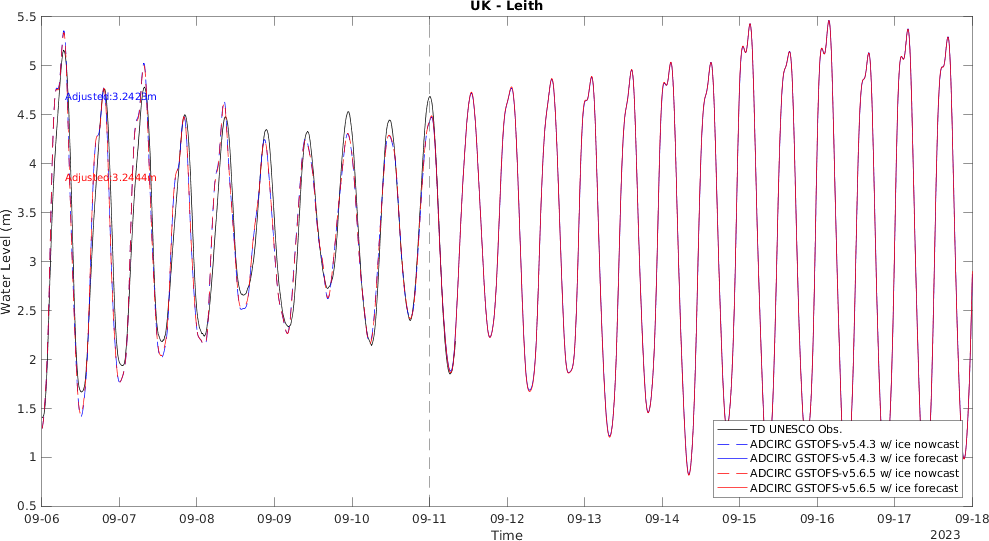 UK - Leith
5.5
5
4.5
4
3.5
3
2.5
2
1.5
1
0.5
Water Level (m)
Adjusted:3.2423m
Adjusted:3.2444m
TD UNESCO Obs.
ADCIRC GSTOFS-v5.4.3 w/ ice nowcast
ADCIRC GSTOFS-v5.4.3 w/ ice forecast
ADCIRC GSTOFS-v5.6.5 w/ ice nowcast
ADCIRC GSTOFS-v5.6.5 w/ ice forecast
09-06 09-07 09-08 09-09 09-10 09-11 09-12 09-13 09-14 09-15 09-16 09-17 09-18
Time
2023